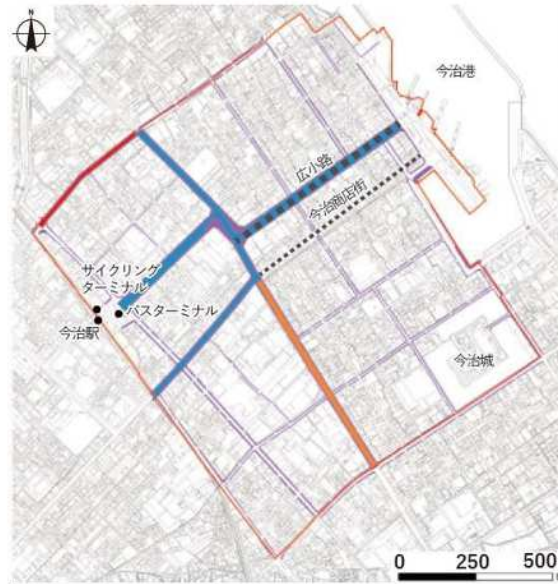 N
今治港
広小路
今治商店街
サイクリング
ターミナル
バスターミナル
今治駅
今治城
0 250 500